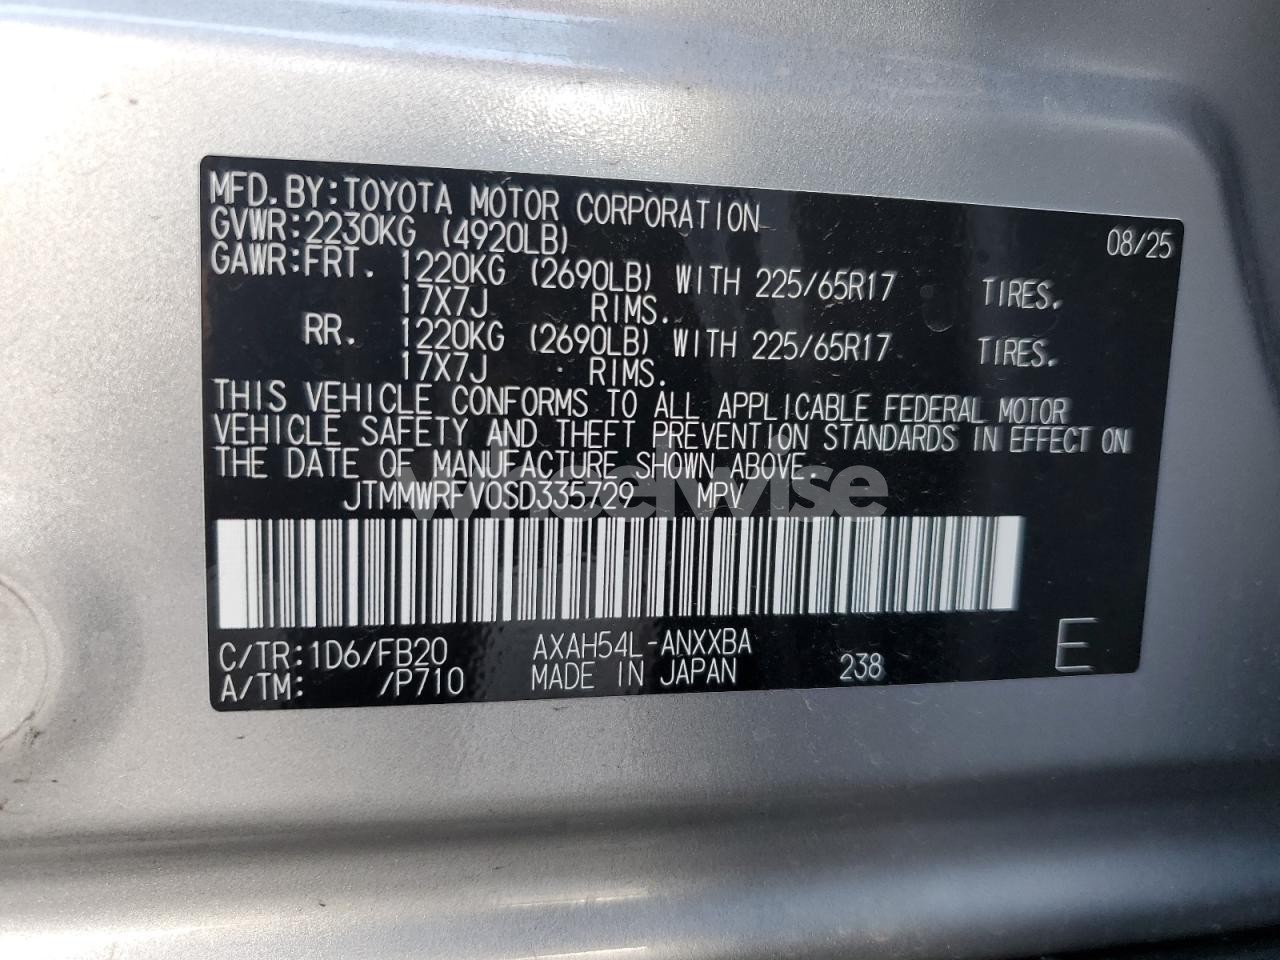 MFD.BY:TOYOTA MOTOR CORPORATION 08/25
GVWR:2230KG (4920LB)
GAWR:FRT. 1220KG (2690LB) WITH 225/65R17 TIRES.
17X7J RIMS.
RR. 1220KG (2690LB) WITH 225/65R17 TIRES.
17X7J RIMS.
THIS VEHICLE CONFORMS TO ALL APPLICABLE FEDERAL MOTOR
VEHICLE SAFETY AND THEFT PREVENTION STANDARDS IN EFFECT ON
THE DATE OF MANUFACTURE SHOWN ABOVE.
wheelwise
JTMMWRFV0SD335729 MPV
C/TR:1D6/FB20 AXAH54L-ANXXBA
A/TM: /P710 MADE IN JAPAN 238 E